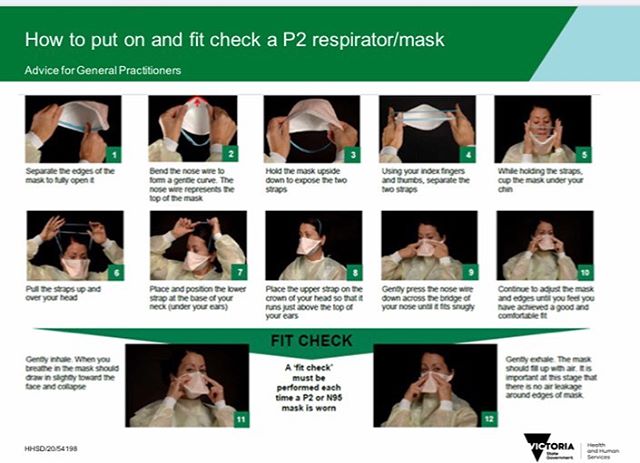 How to put on and fit check a P2 respirator/mask
Advice for General Practitioners
1
Separate the edges of the
mask to fully open it
2
Bend the nose wire to
form a gentle curve. The
nose wire represents the
top of the mask
3
Hold the mask upside
down to expose the two
straps
4
Using your index fingers
and thumbs, separate the
two straps
5
While holding the straps,
cup the mask under your
chin
6
Pull the straps up and
over your head
7
Place and position the lower
strap at the base of your
neck (under your ears)
8
Place the upper strap on the
crown of your head so that it
runs just above the top of
your ears
9
Gently press the nose wire
down across the bridge of
your nose until it fits snugly
10
Continue to adjust the mask
and edges until you feel you
have achieved a good and
comfortable fit
FIT CHECK
Gently inhale. When you
breathe in the mask should
draw in slightly toward the
face and collapse
11
A 'fit check'
must be
performed each
time a P2 or N95
mask is worn
12
Gently exhale. The mask
should fill up with air. It is
important at this stage that
there is no air leakage
around edges of mask.
HHSD/20/54198
VICTORIA
State
Government
Health
and Human
Services